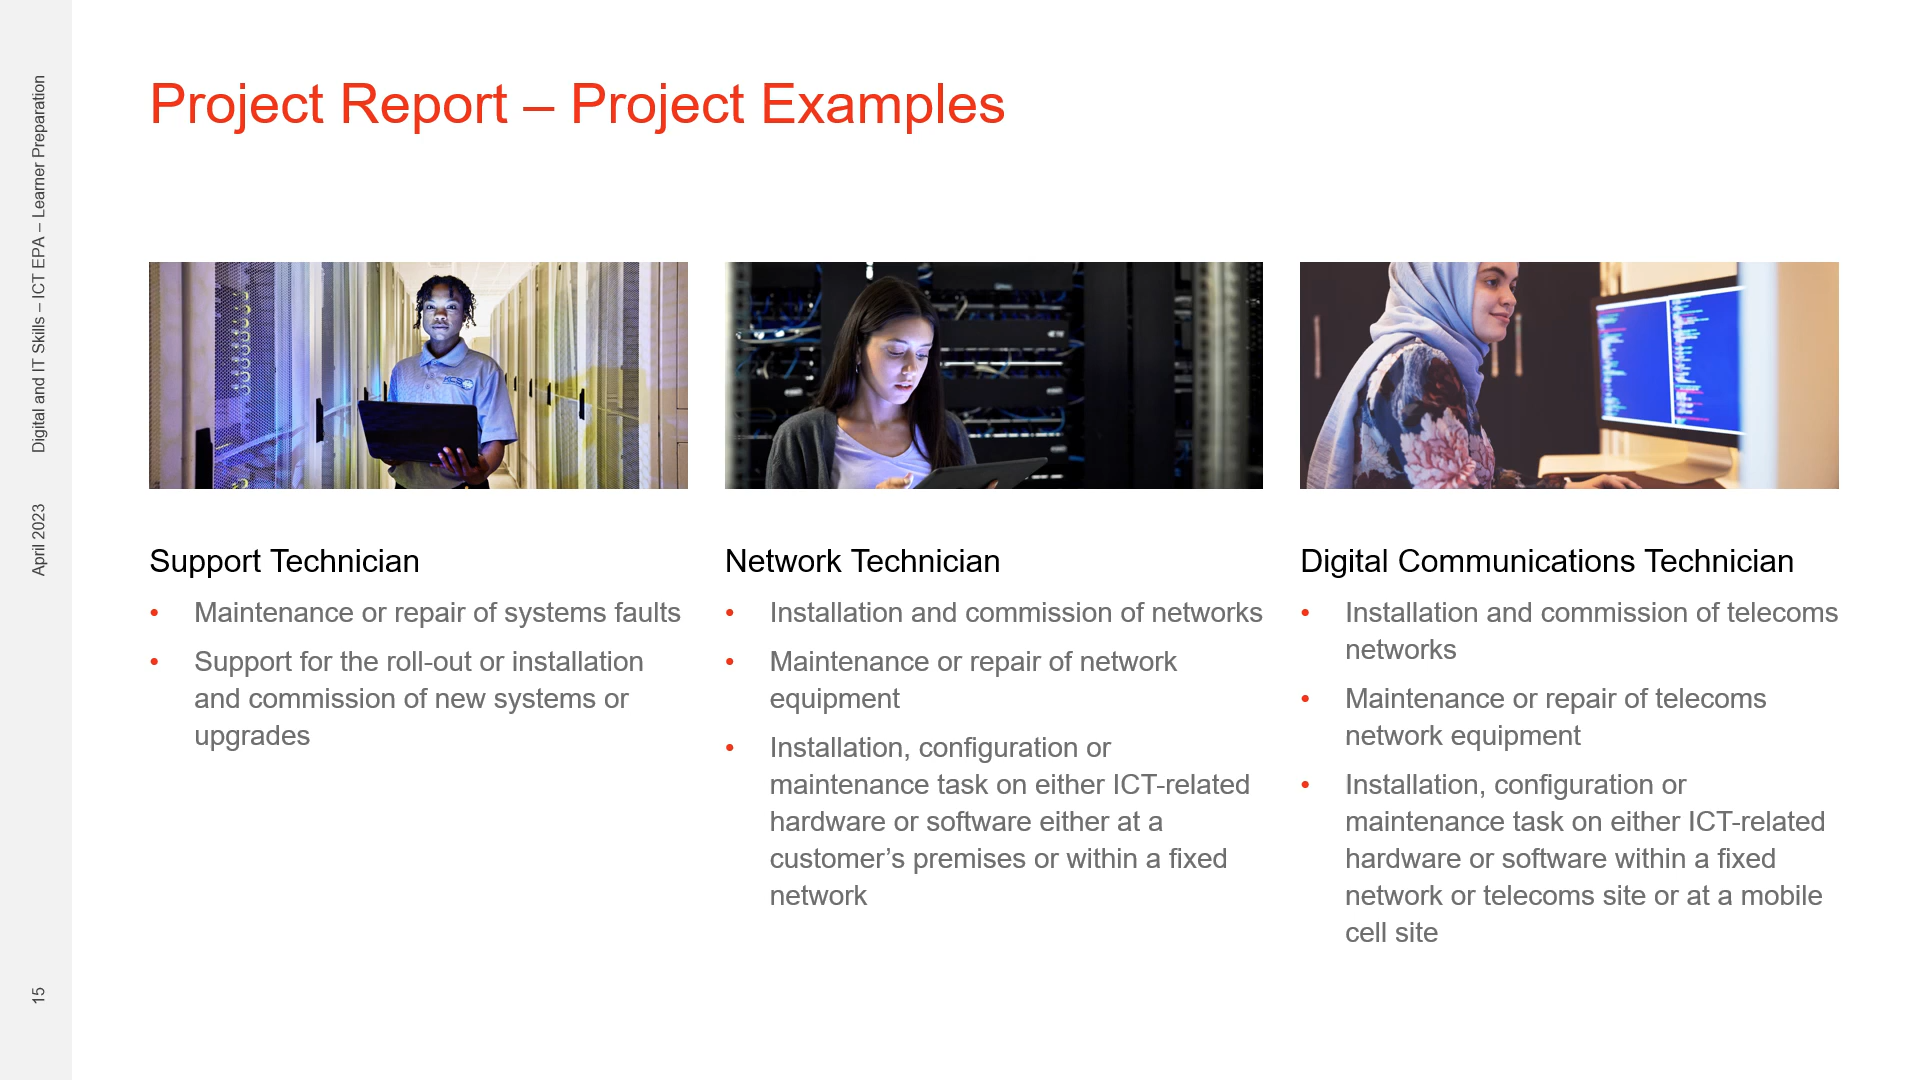 Project Report – Project Examples
Support Technician
• Maintenance or repair of systems faults
• Support for the roll-out or installation
and commission of new systems or
upgrades
Network Technician
• Installation and commission of networks
• Maintenance or repair of network
equipment
• Installation, configuration or
maintenance task on either ICT-related
hardware or software either at a
customer’s premises or within a fixed
network
Digital Communications Technician
• Installation and commission of telecoms
networks
• Maintenance or repair of telecoms
network equipment
• Installation, configuration or
maintenance task on either ICT-related
hardware or software within a fixed
network or telecoms site or at a mobile
cell site
Digital and IT Skills – ICT EPA – Learner Preparation
April 2023
15